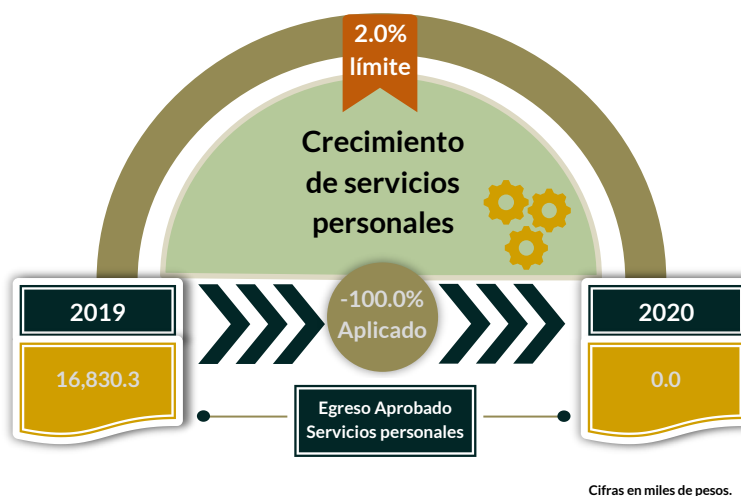 2.0%
límite
Crecimiento
de servicios
personales
2019
-100.0%
Aplicado
2020
16,830.3
0.0
Egreso Aprobado
Servicios personales
Cifras en miles de pesos.